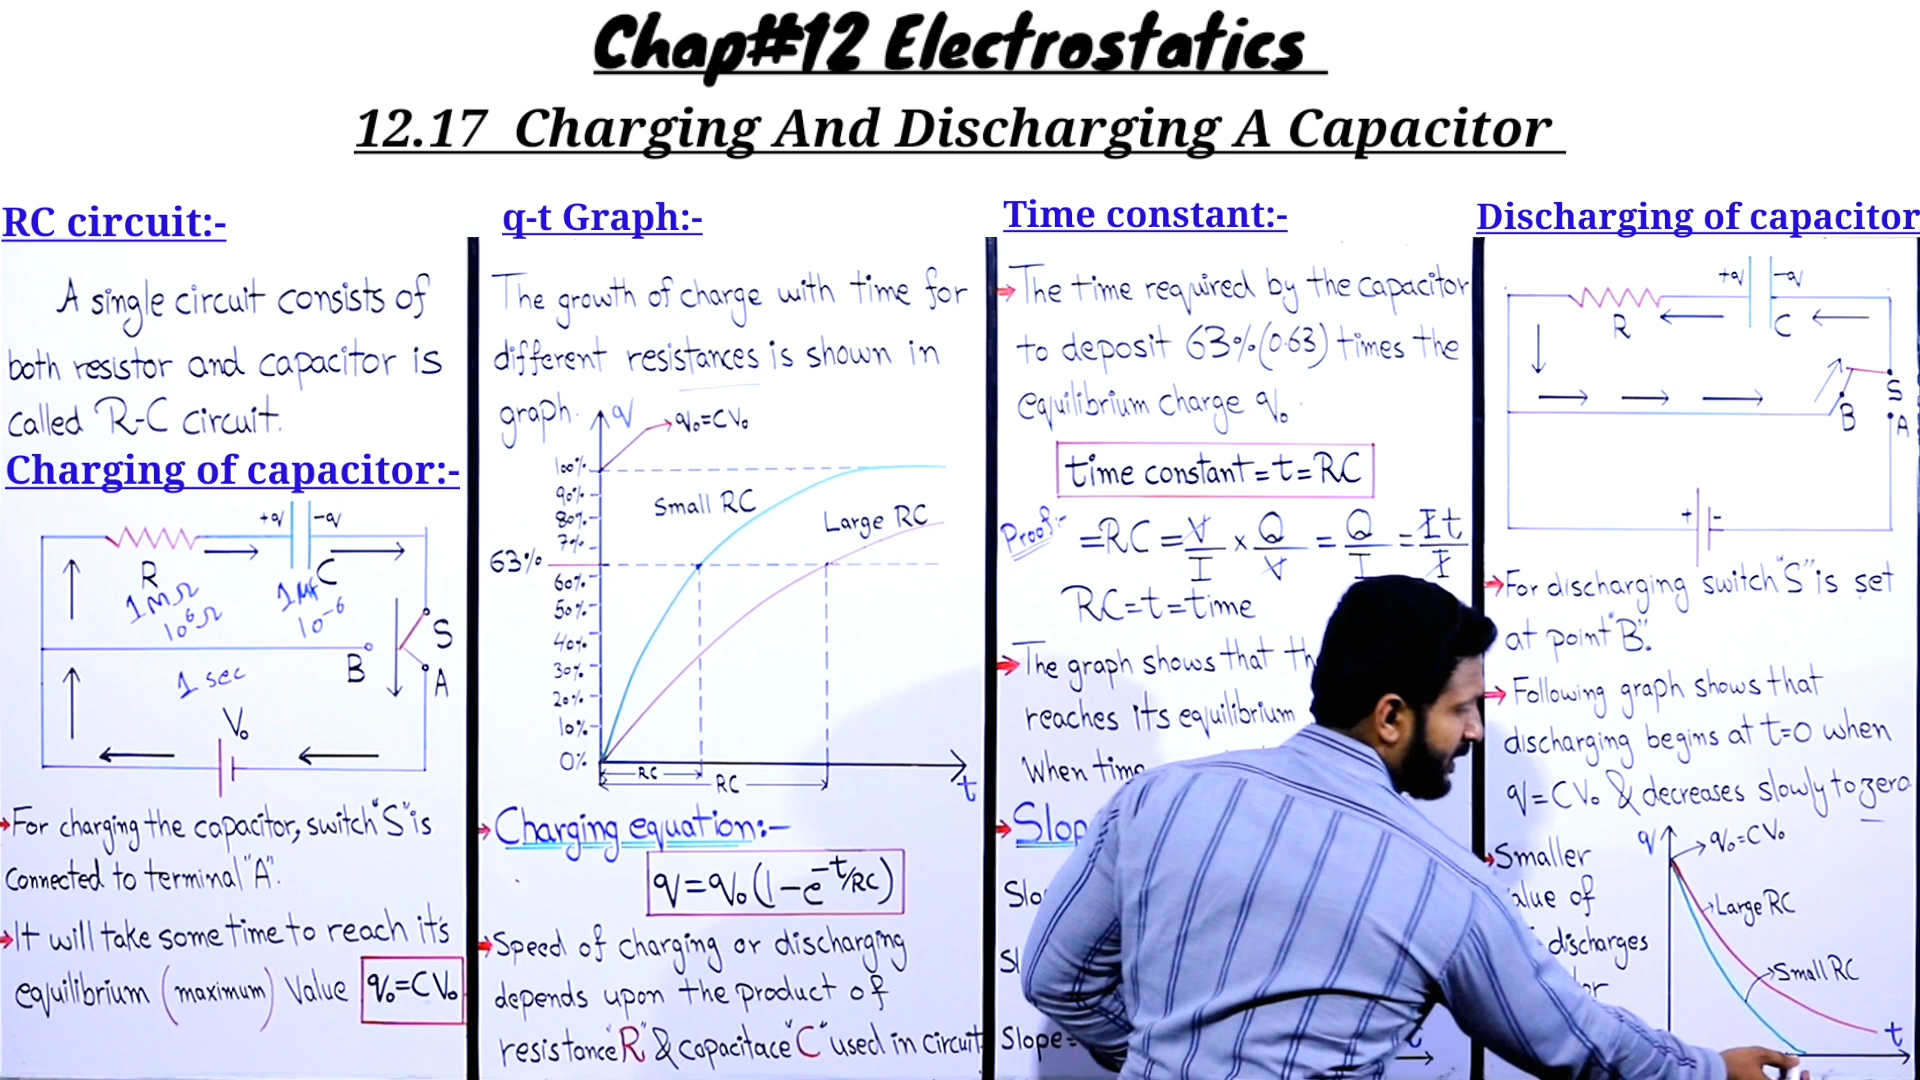 Chap#12 Electrostatics
12.17 Charging And Discharging A Capacitor
RC circuit:-
A single circuit consists of
both resistor and capacitor is
called R-C circuit.
Charging of capacitor:-
+q -q
R C
1MΩ 1μf
10⁶Ω 10⁻⁶
B S
1 sec A
V₀
For charging the capacitor, switch "S" is
Connected to terminal "A".
It will take some time to reach it's
equilibrium (maximum) Value q₀=CV₀
q-t Graph:-
The growth of charge with time for
different resistances is shown in
graph.
q q₀=CV₀
100%
90%
80%
7%
63%
60%
50%
40%
30%
20%
10%
0%
Small RC
Large RC
RC
RC
t
Charging equation:-
q=q₀(1-e^-t/RC)
Speed of charging or discharging
depends upon the product of
resistance "R" & capacitace "C" used in circuit
Time constant:-
The time required by the capacitor
to deposit 63%(0.63) times the
equilibrium charge q₀.
time constant=t=RC
Proof:- =RC = V/I × Q/V = Q/I = It/I
RC=t=time
The graph shows that
reaches its equilibrium
When time
Slope=
t
Discharging of capacitor
+q -q
R C
S
B A
+ -
For discharging switch "S" is set
at point "B".
Following graph shows that
discharging begins at t=0 when
q=CV₀ & decreases slowly to zero
Smaller
value of
discharges
q q₀=CV₀
Large RC
Small RC
t